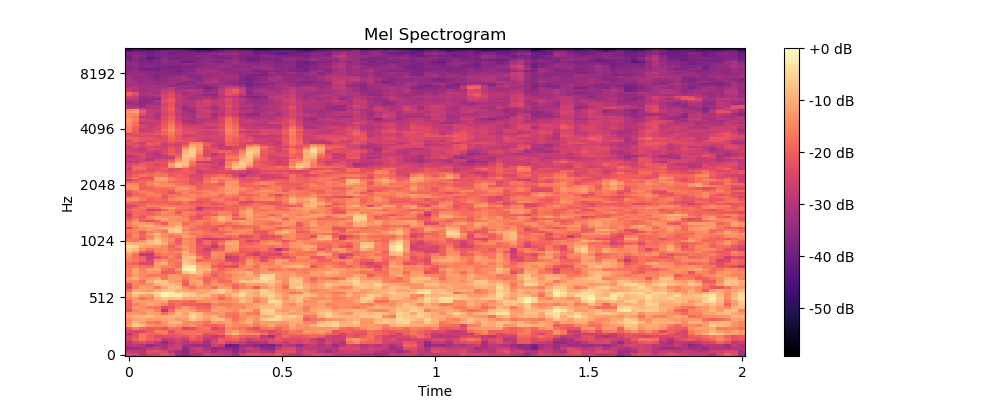 Mel Spectrogram
Hz
8192
4096
2048
1024
512
0
0 0.5 1 1.5 2
Time
+0 dB
-10 dB
-20 dB
-30 dB
-40 dB
-50 dB